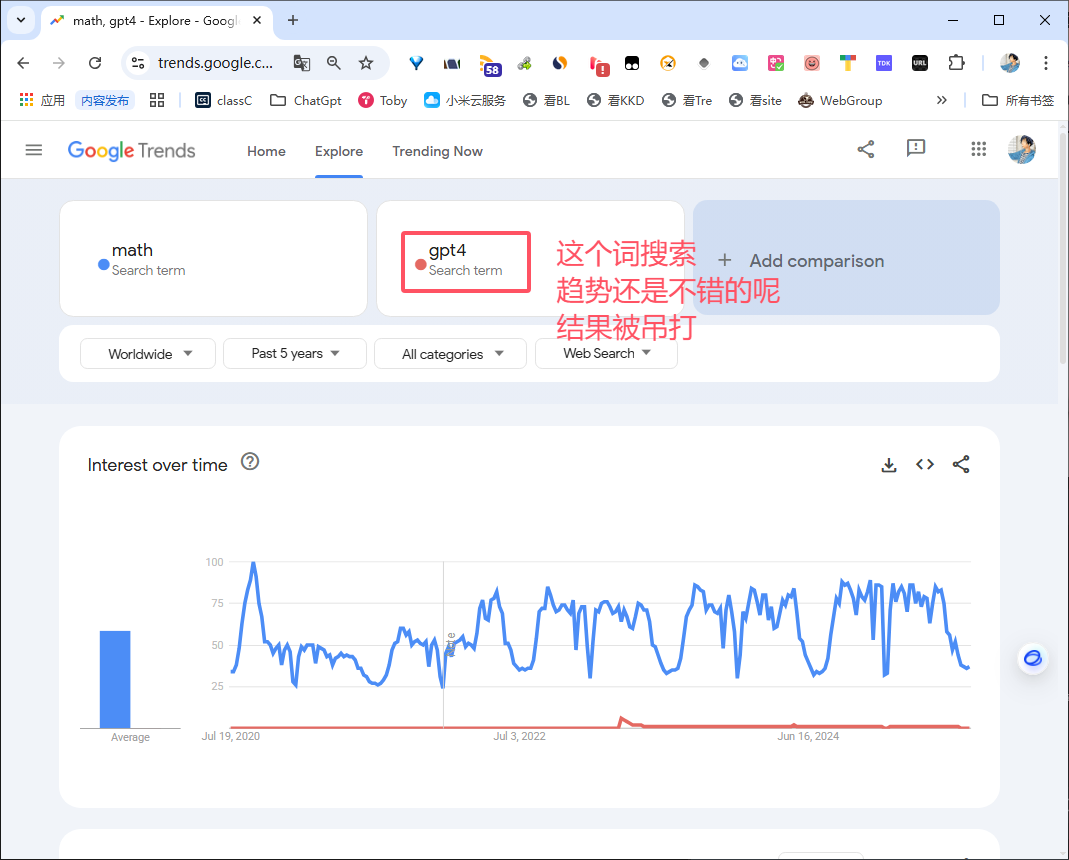 math, gpt4 - Explore - Googl
trends.google.c...
58
TDK
URL
应用
内容发布
classC
ChatGpt
Toby
小米云服务
看BL
看KKD
看Tre
看site
WebGroup
所有书签
Google Trends
Home
Explore
Trending Now
math
Search term
gpt4
Search term
这个词搜索
趋势还是不错的呢
结果被吊打
+ Add comparison
Worldwide
Past 5 years
All categories
Web Search
Interest over time
100
75
50
25
Note
Average
Jul 19, 2020
Jul 3, 2022
Jun 16, 2024